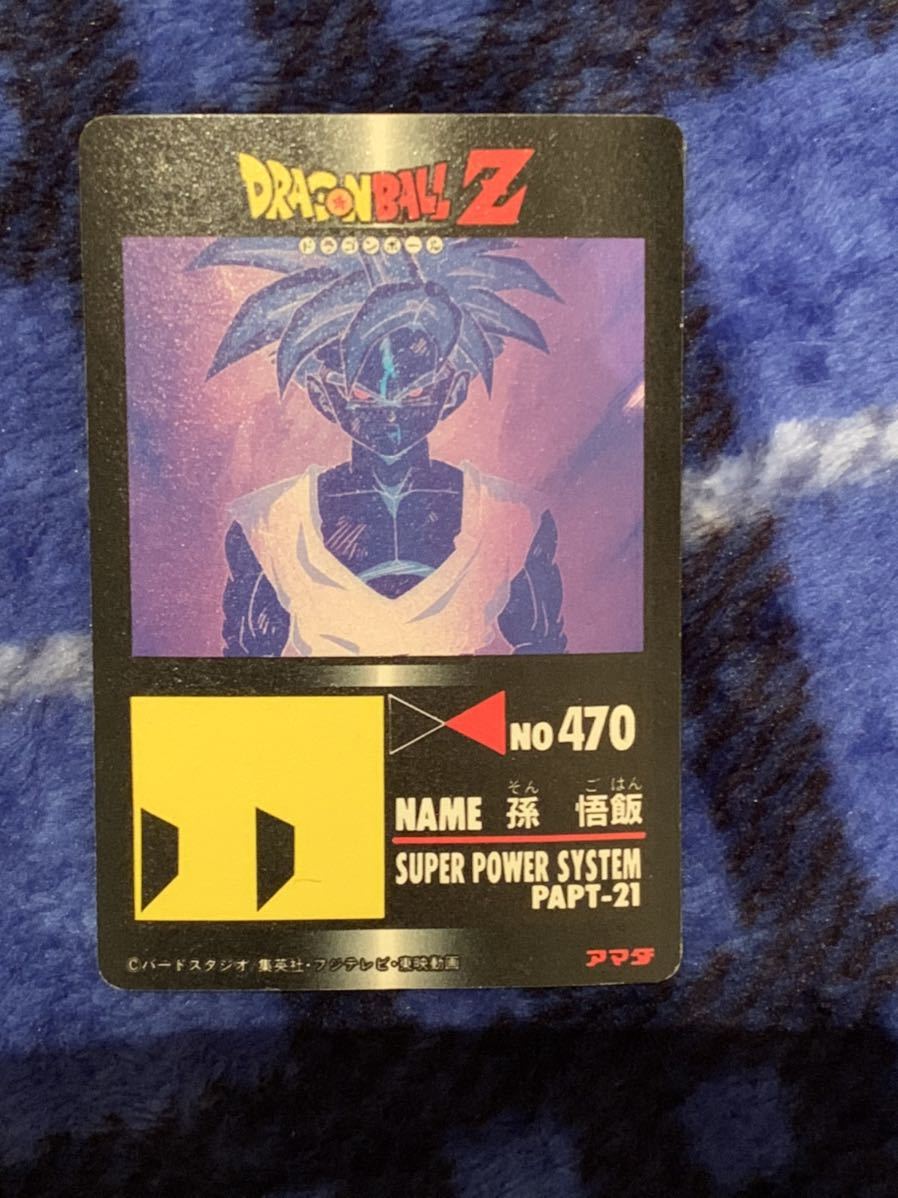 DRAGONBALL Z
ドラゴンボール
NO 470
そん ご はん
NAME 孫 悟飯
SUPER POWER SYSTEM
PAPT-21
©バードスタジオ 集英社・フジテレビ・東映動画
アマダ